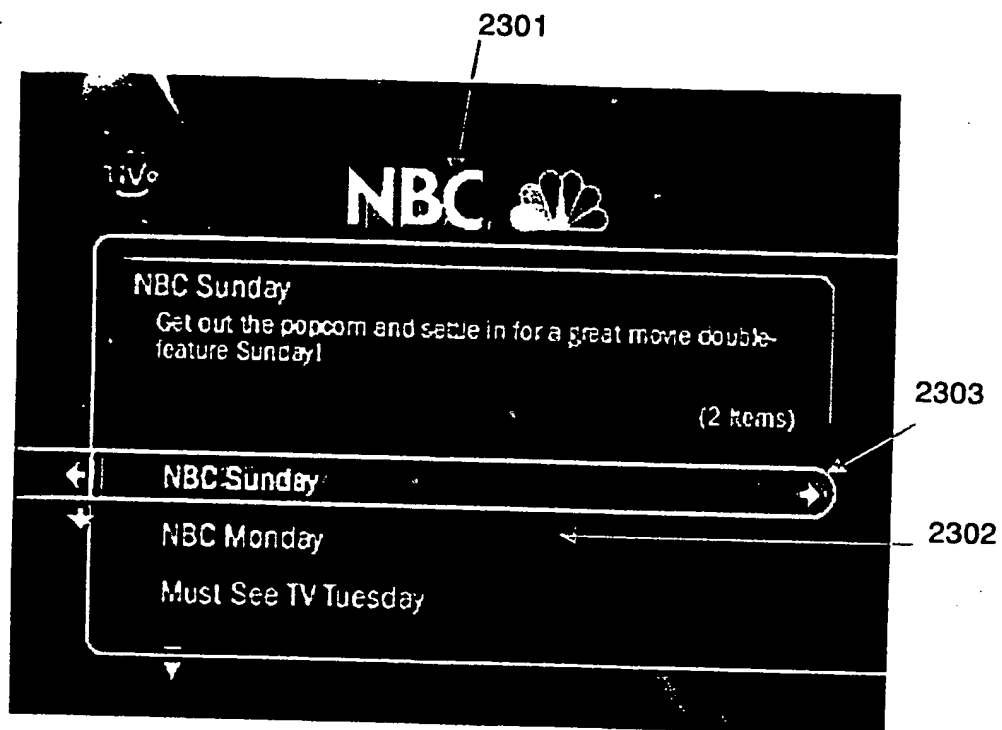 2301
TiVo
NBC
NBC Sunday
Get out the popcorn and settle in for a great movie double-
feature Sunday!
(2 items)
2303
NBC Sunday
NBC Monday
2302
Must See TV Tuesday